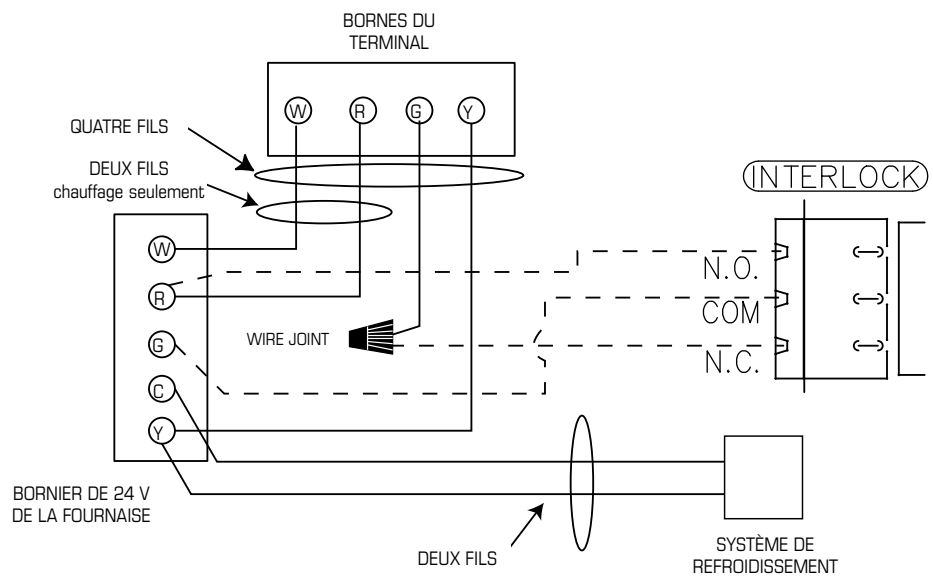 BORNES DU
TERMINAL
W R G Y
QUATRE FILS
DEUX FILS
chauffage seulement
INTERLOCK
W
R
G
C
Y
N.O.
COM
N.C.
WIRE JOINT
BORNIER DE 24 V
DE LA FOURNAISE
DEUX FILS
SYSTÈME DE
REFROIDISSEMENT